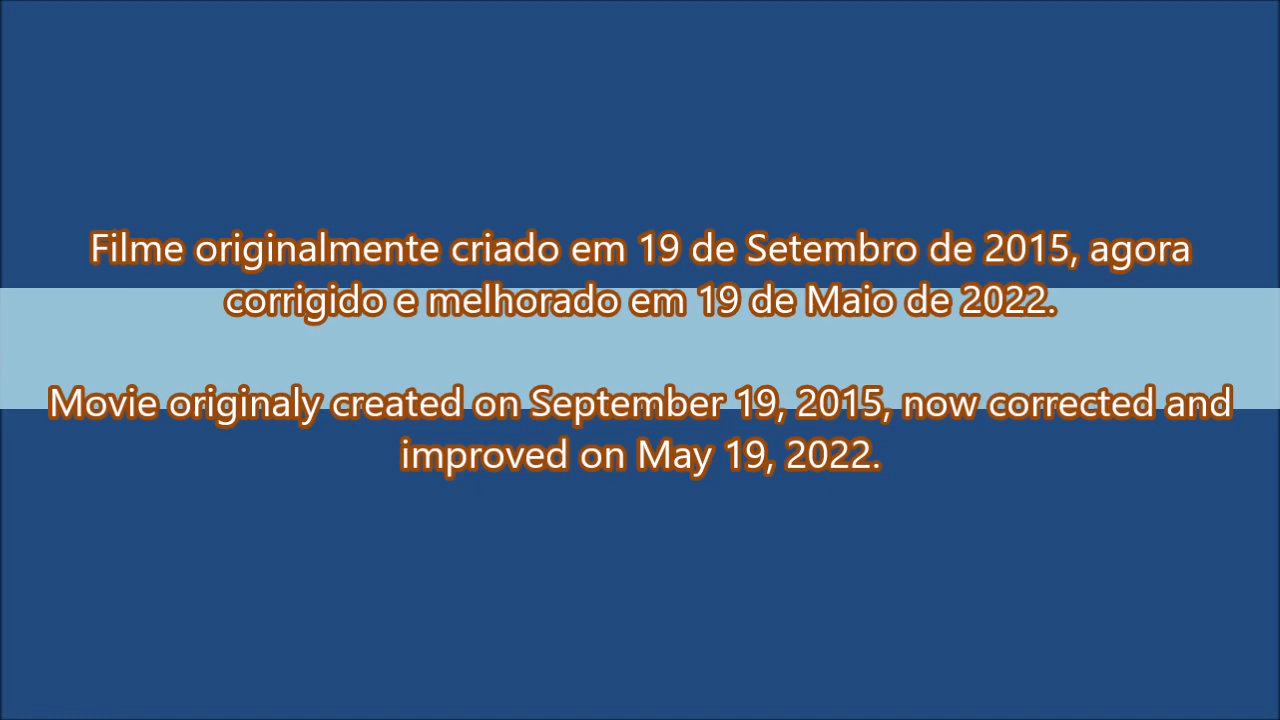 Filme originalmente criado em 19 de Setembro de 2015, agora
corrigido e melhorado em 19 de Maio de 2022.
Movie originaly created on September 19, 2015, now corrected and
improved on May 19, 2022.